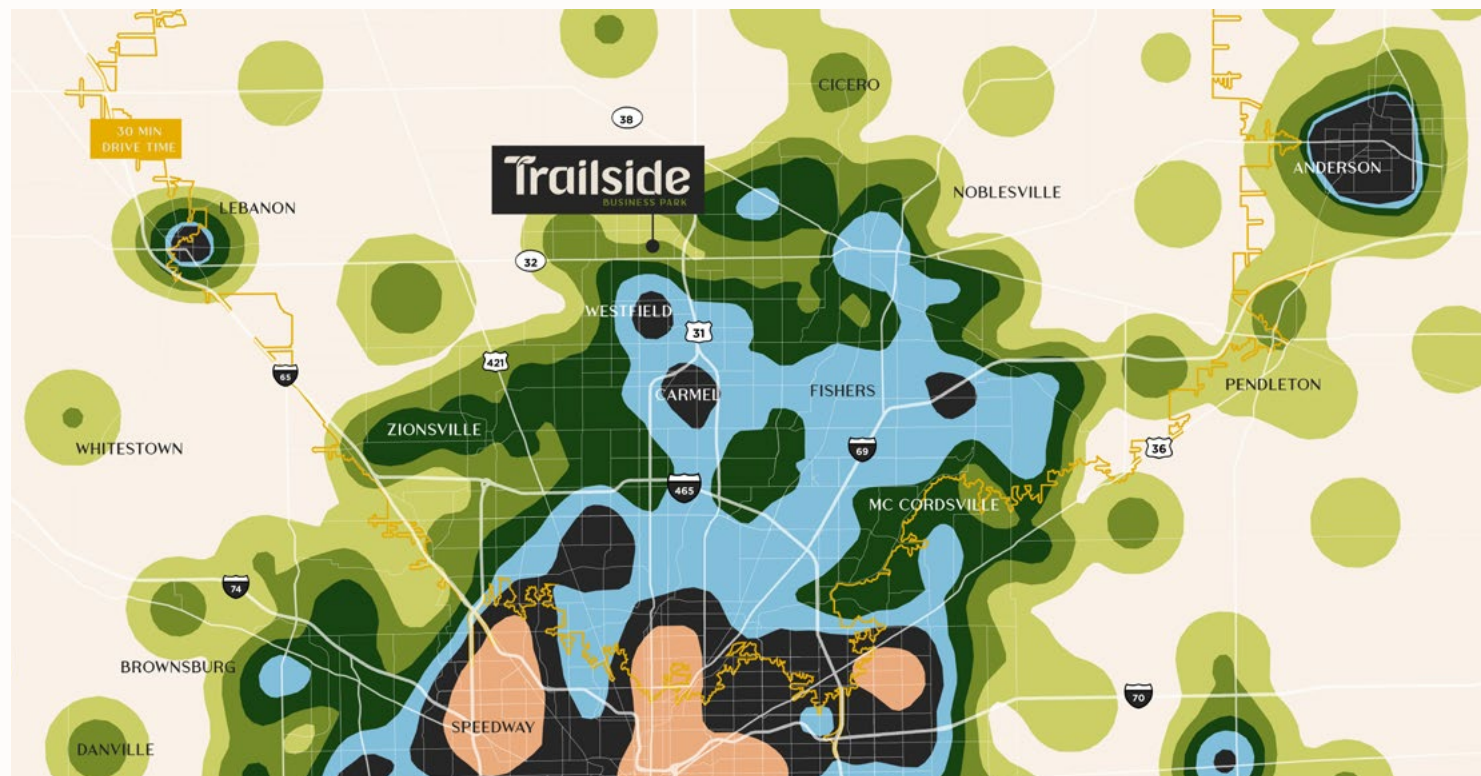 CICERO
38
30 MIN
DRIVE TIME
Trailside
BUSINESS PARK
ANDERSON
NOBLESVILLE
LEBANON
32
WESTFIELD
31
421
65
CARMEL
FISHERS
PENDLETON
ZIONSVILLE
WHITESTOWN
69
36
465
MC CORDSVILLE
74
BROWNSBURG
70
SPEEDWAY
DANVILLE